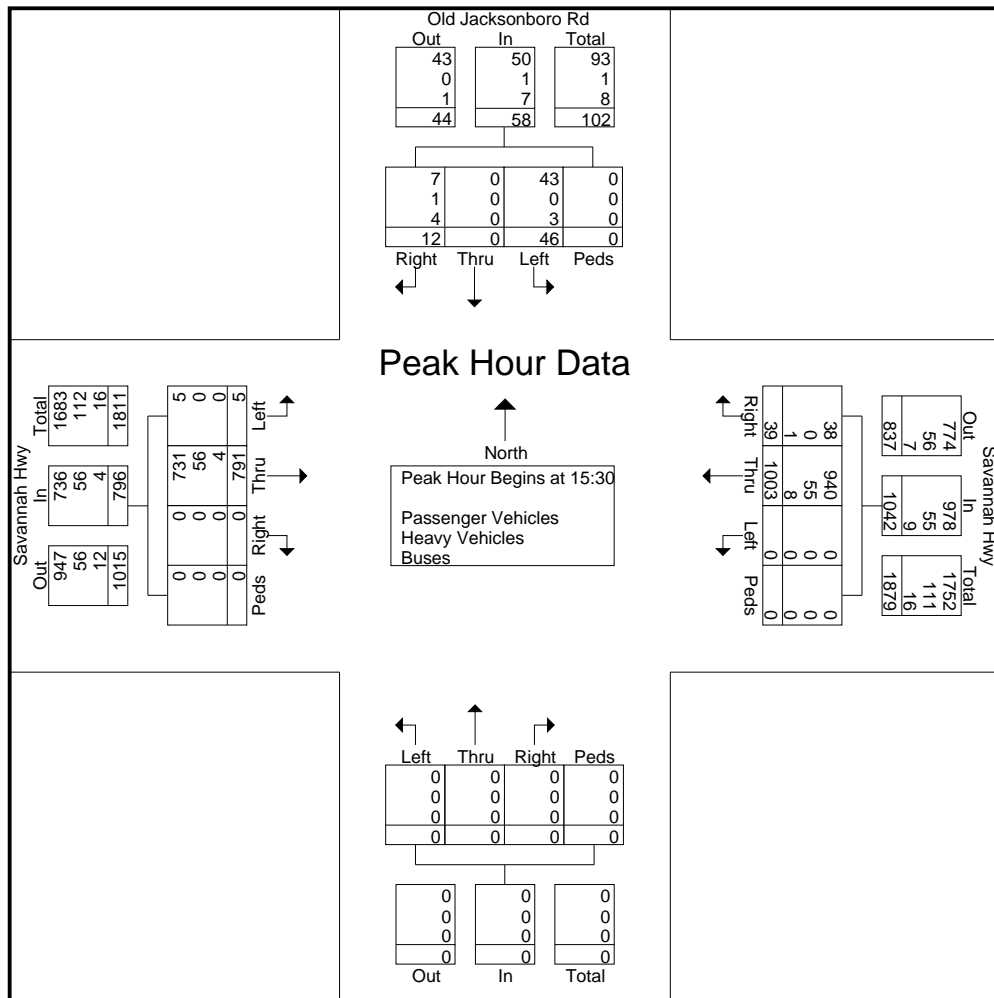 Old Jacksonboro Rd
Out In Total
43 50 93
0 1 1
1 7 8
44 58 102
7 0 43 0
1 0 0 0
4 0 3 0
12 0 46 0
Right Thru Left Peds
Peak Hour Data
North
Peak Hour Begins at 15:30
Passenger Vehicles
Heavy Vehicles
Buses
Savannah Hwy
Out In Total
947 736 1683
56 56 112
12 4 16
1015 796 1811
Peds Right Thru Left
0 0 731 5
0 0 56 0
0 0 4 0
0 0 791 5
Savannah Hwy
Out In Total
774 978 1752
56 55 111
7 9 16
837 1042 1879
38 940 0 0
0 55 0 0
1 8 0 0
39 1003 0 0
Right Thru Left Peds
Left Thru Right Peds
0 0 0 0
0 0 0 0
0 0 0 0
0 0 0 0
0 0 0
0 0 0
0 0 0
0 0 0
Out In Total